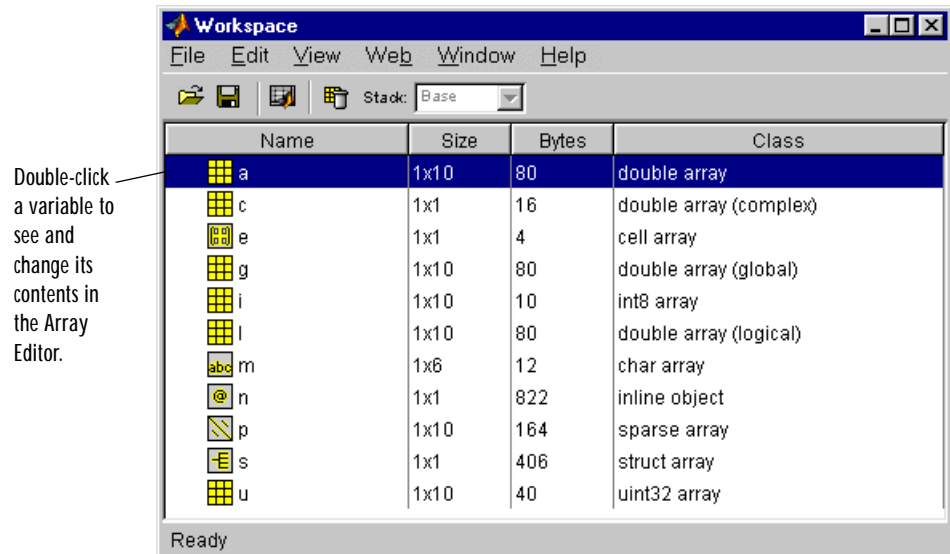 Workspace
File Edit View Web Window Help
Stack: Base
Name Size Bytes Class
a 1x10 80 double array
c 1x1 16 double array (complex)
e 1x1 4 cell array
g 1x10 80 double array (global)
i 1x10 10 int8 array
l 1x10 80 double array (logical)
abc m 1x6 12 char array
@ n 1x1 822 inline object
p 1x10 164 sparse array
s 1x1 406 struct array
u 1x10 40 uint32 array
Ready
Double-click
a variable to
see and
change its
contents in
the Array
Editor.